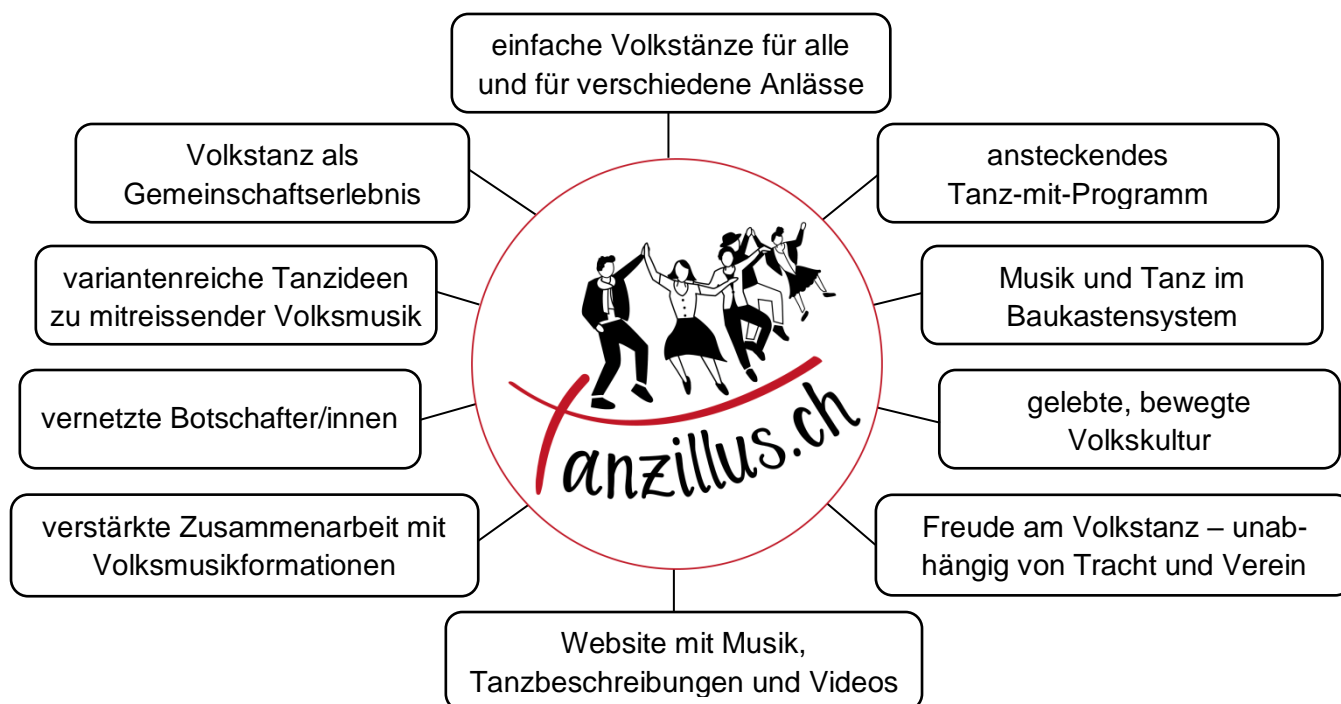 einfache Volkstänze für alle
und für verschiedene Anlässe
Volkstanz als
Gemeinschaftserlebnis
ansteckendes
Tanz-mit-Programm
variantenreiche Tanzideen
zu mitreissender Volksmusik
Musik und Tanz im
Baukastensystem
vernetzte Botschafter/innen
gelebte, bewegte
Volkskultur
Tanzillus.ch
verstärkte Zusammenarbeit mit
Volksmusikformationen
Freude am Volkstanz – unab-
hängig von Tracht und Verein
Website mit Musik,
Tanzbeschreibungen und Videos